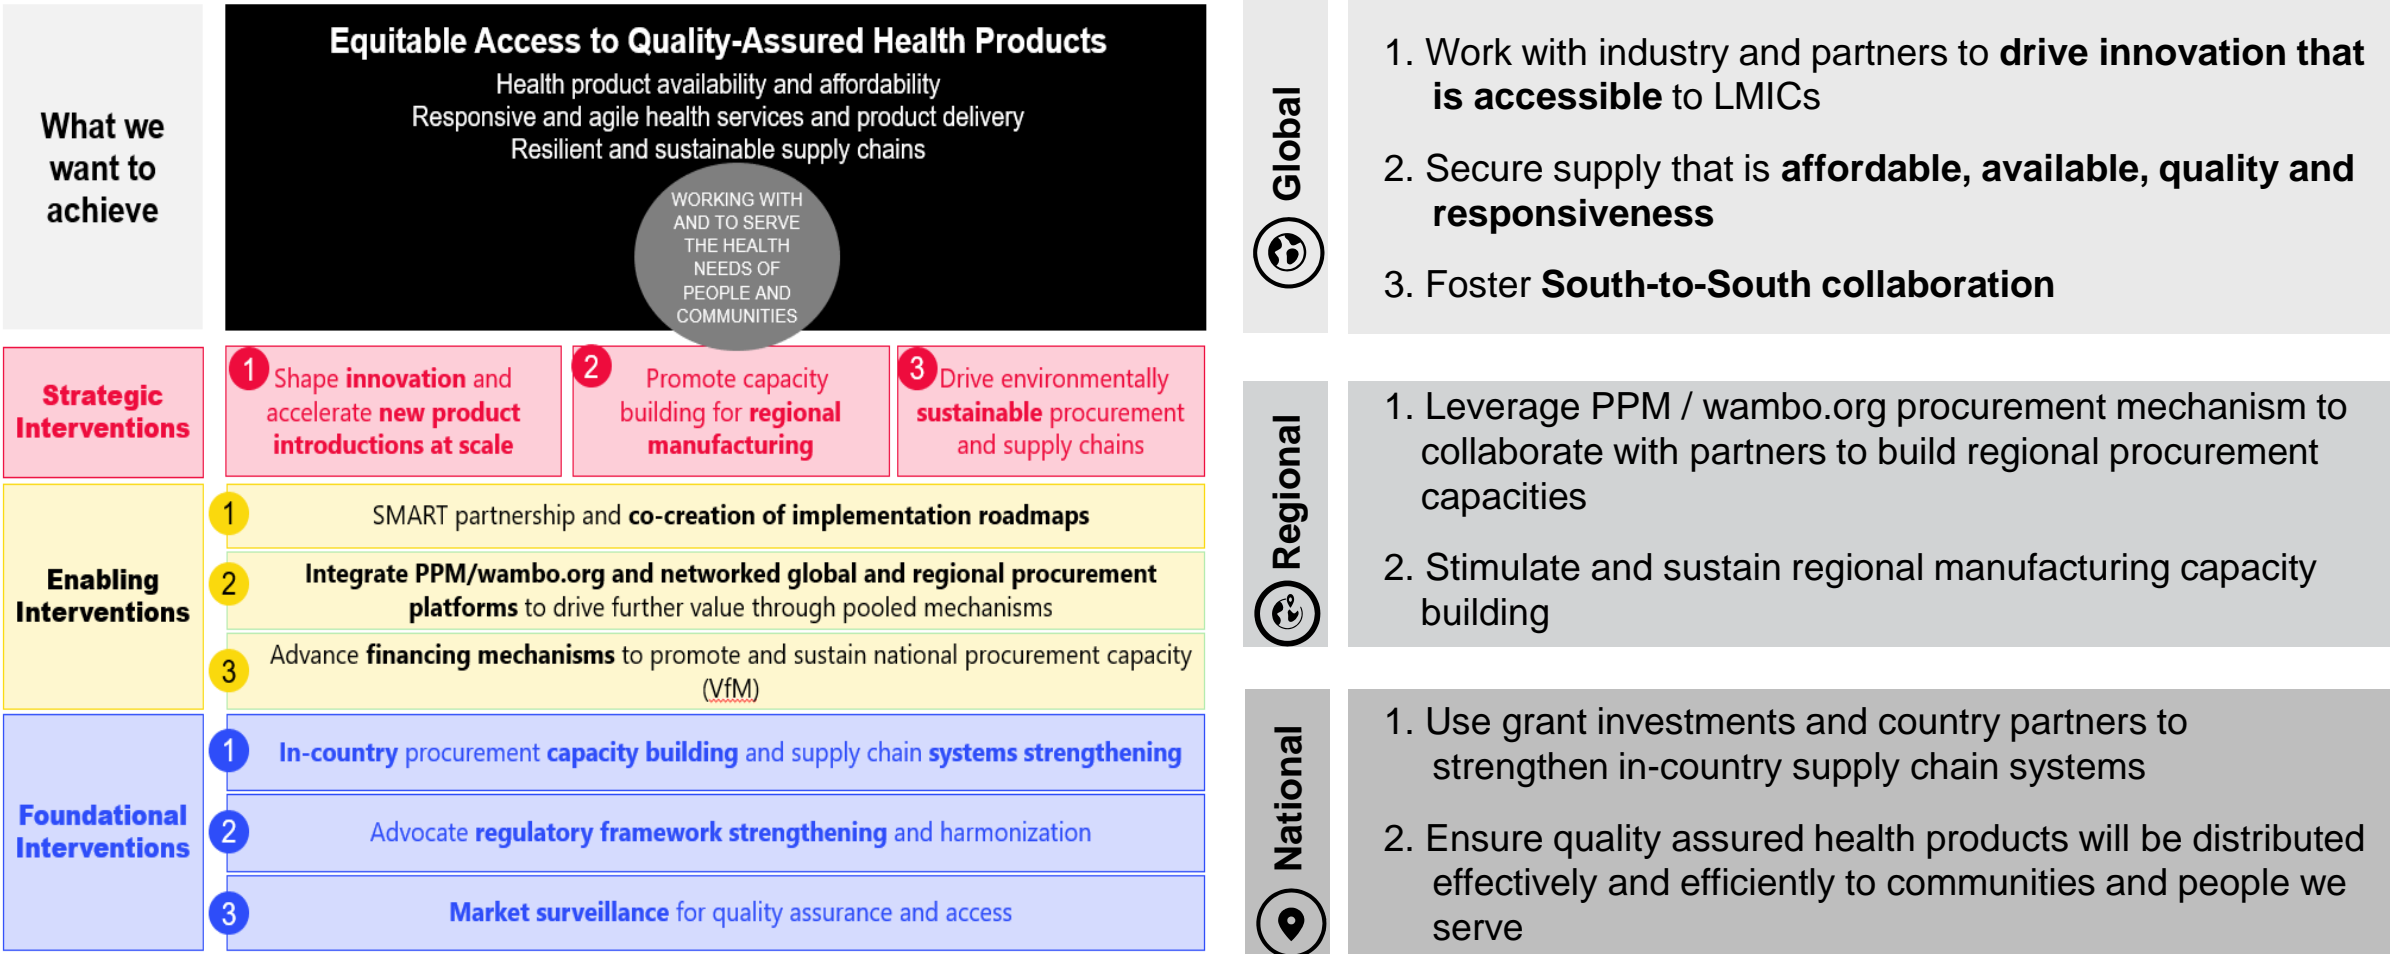 What we
want to
achieve
Equitable Access to Quality-Assured Health Products
Health product availability and affordability
Responsive and agile health services and product delivery
Resilient and sustainable supply chains
WORKING WITH
AND TO SERVE
THE HEALTH
NEEDS OF
PEOPLE AND
COMMUNITIES
Strategic
Interventions
1
Shape innovation and
accelerate new product
introductions at scale
2
Promote capacity
building for regional
manufacturing
3
Drive environmentally
sustainable procurement
and supply chains
Enabling
Interventions
1
SMART partnership and co-creation of implementation roadmaps
2
Integrate PPM/wambo.org and networked global and regional procurement
platforms to drive further value through pooled mechanisms
3
Advance financing mechanisms to promote and sustain national procurement capacity
(VfM)
Foundational
Interventions
1
In-country procurement capacity building and supply chain systems strengthening
2
Advocate regulatory framework strengthening and harmonization
3
Market surveillance for quality assurance and access
Global
1. Work with industry and partners to drive innovation that
is accessible to LMICs
2. Secure supply that is affordable, available, quality and
responsiveness
3. Foster South-to-South collaboration
Regional
1. Leverage PPM / wambo.org procurement mechanism to
collaborate with partners to build regional procurement
capacities
2. Stimulate and sustain regional manufacturing capacity
building
National
1. Use grant investments and country partners to
strengthen in-country supply chain systems
2. Ensure quality assured health products will be distributed
effectively and efficiently to communities and people we
serve